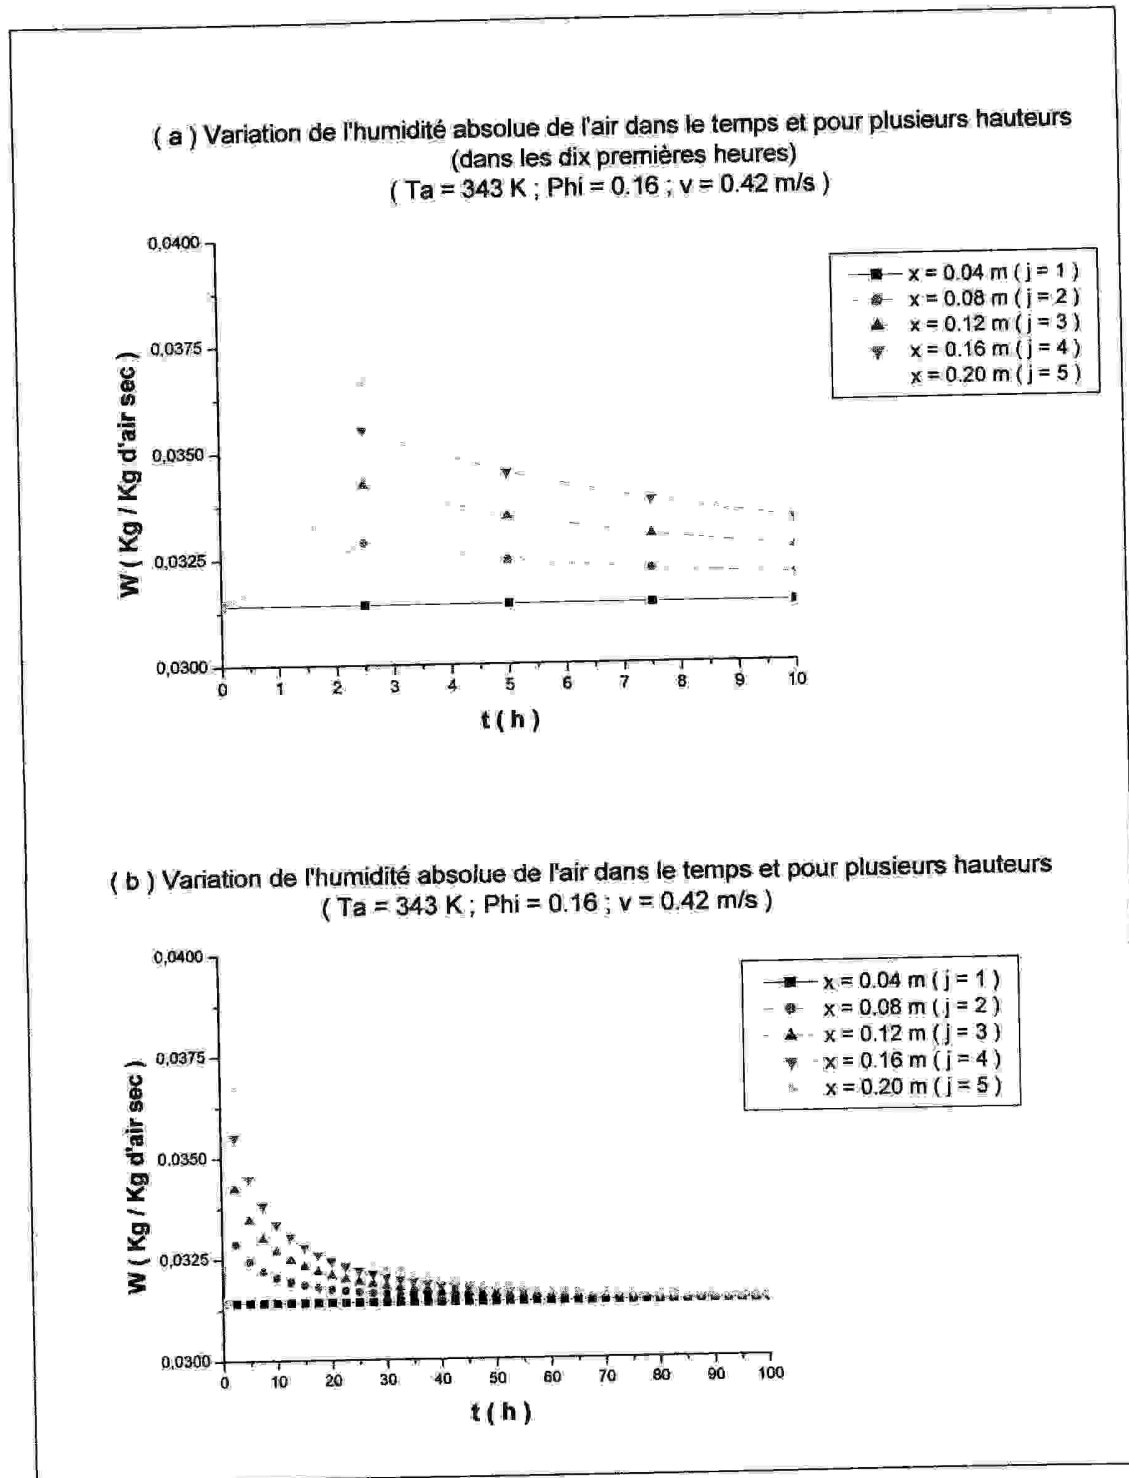 ( a ) Variation de l'humidité absolue de l'air dans le temps et pour plusieurs hauteurs
(dans les dix premières heures)
( Ta = 343 K ; Phi = 0.16 ; v = 0.42 m/s )
0,0400
0,0375
0,0350
0,0325
0,0300
W ( Kg / Kg d'air sec )
x = 0.04 m ( j = 1 )
x = 0.08 m ( j = 2 )
x = 0.12 m ( j = 3 )
x = 0.16 m ( j = 4 )
x = 0.20 m ( j = 5 )
0 1 2 3 4 5 6 7 8 9 10
t ( h )
( b ) Variation de l'humidité absolue de l'air dans le temps et pour plusieurs hauteurs
( Ta = 343 K ; Phi = 0.16 ; v = 0.42 m/s )
0,0400
0,0375
0,0350
0,0325
0,0300
W ( Kg / Kg d'air sec )
x = 0.04 m ( j = 1 )
x = 0.08 m ( j = 2 )
x = 0.12 m ( j = 3 )
x = 0.16 m ( j = 4 )
x = 0.20 m ( j = 5 )
0 10 20 30 40 50 60 70 80 90 100
t ( h )